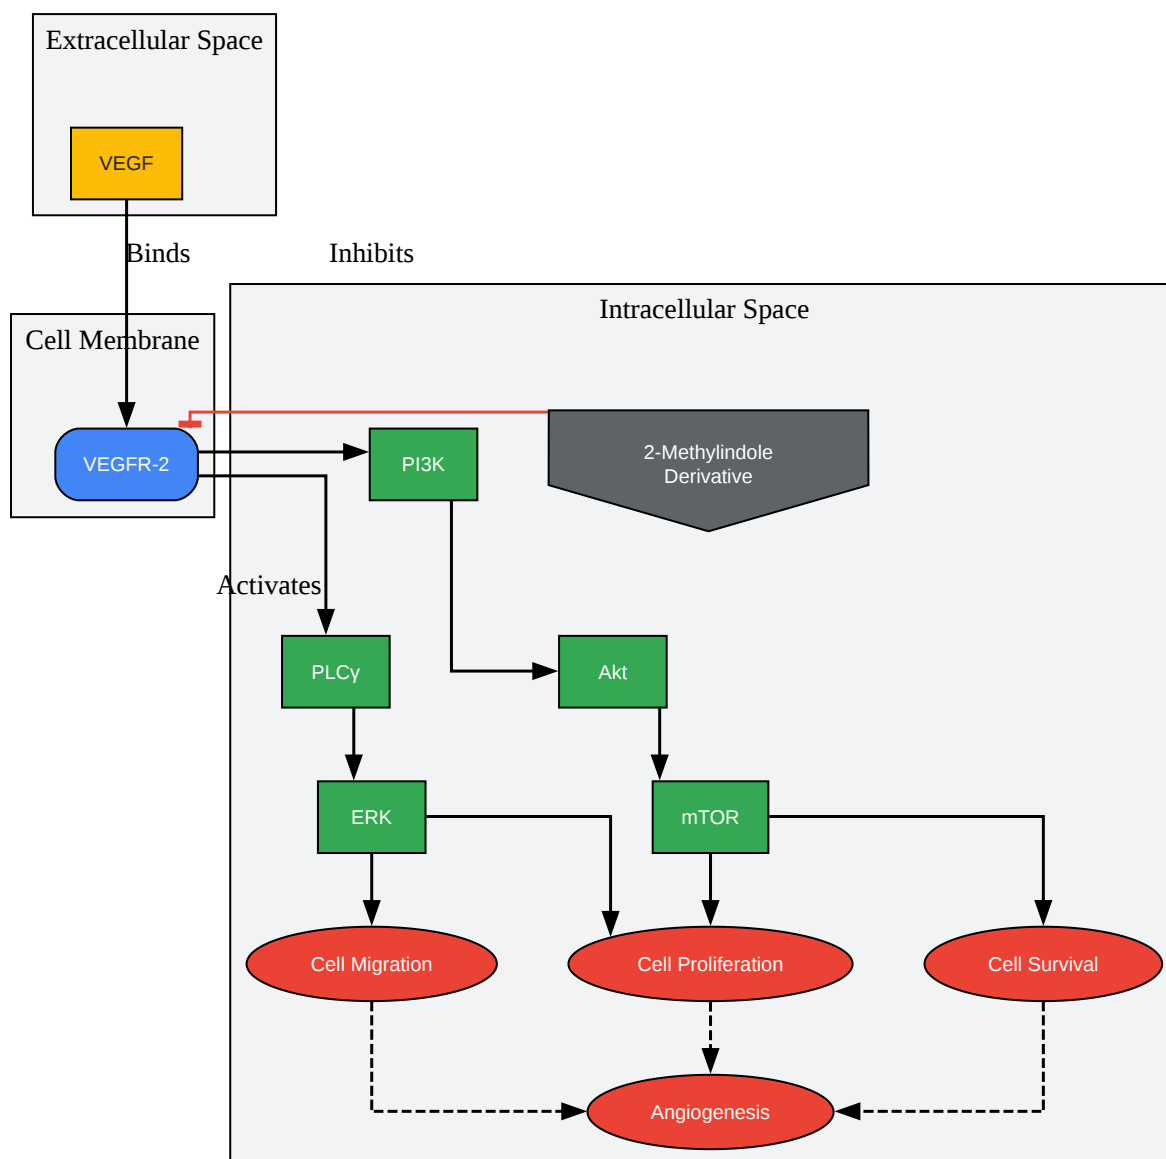 Extracellular Space
VEGF
Binds
Inhibits
Intracellular Space
Cell Membrane
VEGFR-2
PI3K
2-Methylindole
Derivative
Activates
PLCγ
Akt
ERK
mTOR
Cell Migration
Cell Proliferation
Cell Survival
Angiogenesis